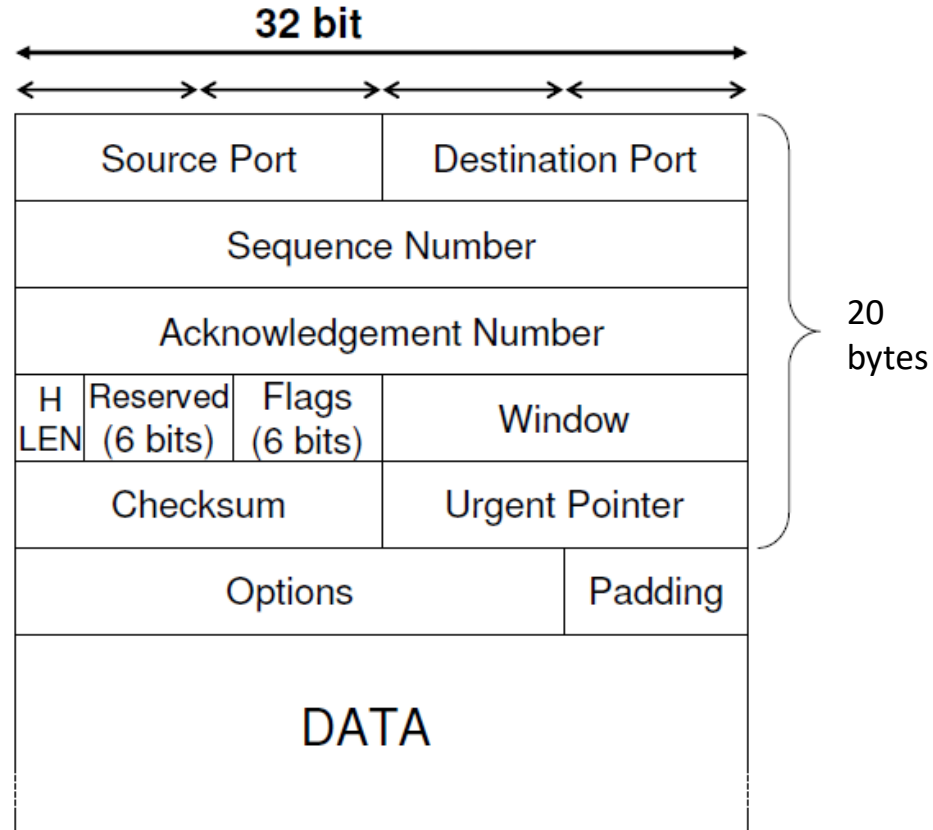 32 bit
Source Port Destination Port
Sequence Number
Acknowledgement Number
H LEN Reserved (6 bits) Flags (6 bits) Window
Checksum Urgent Pointer
Options Padding
DATA
20
bytes